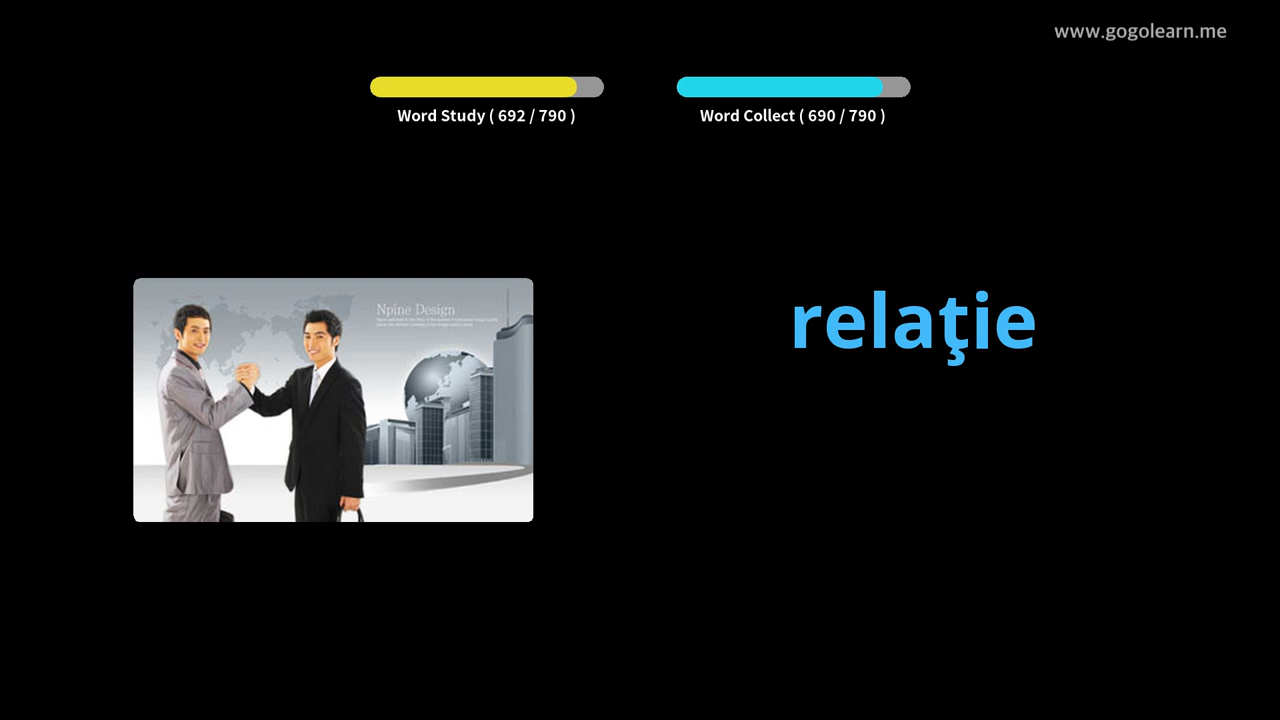 www.gogolearn.me
Word Study ( 692 / 790 )
Word Collect ( 690 / 790 )
Npine Design
relaţie